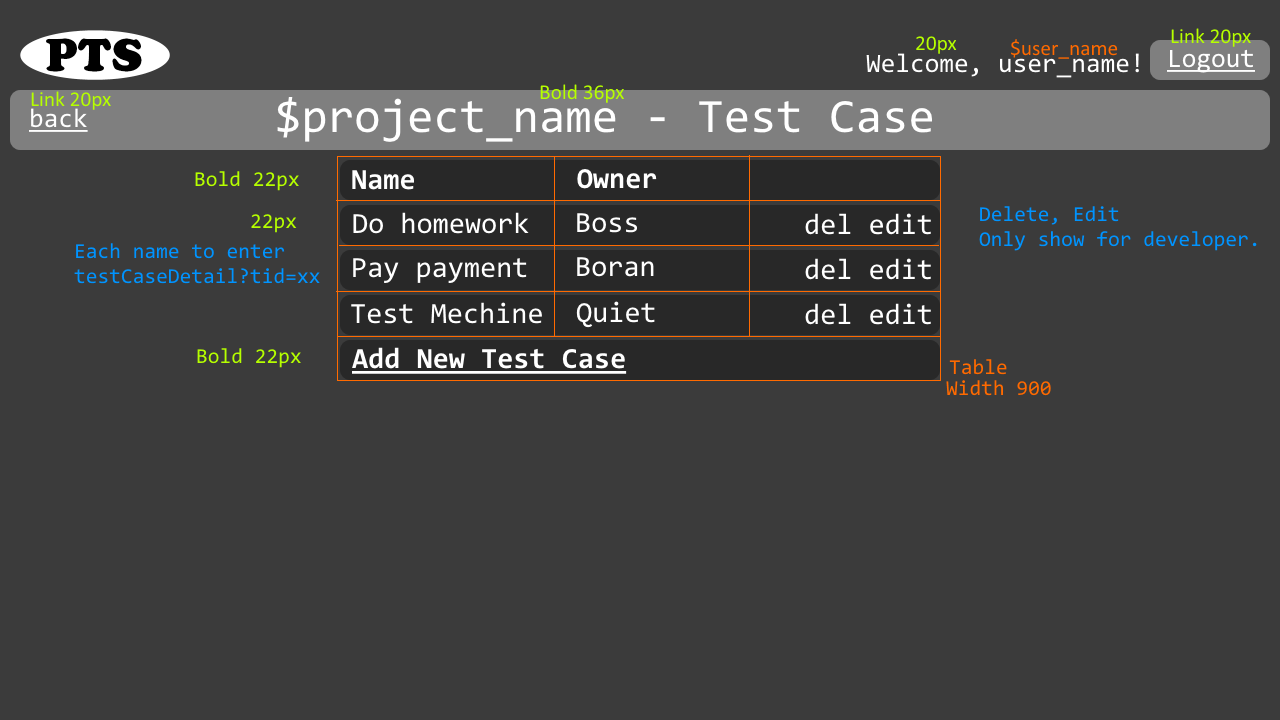 PTS
20px
$user_name
Link 20px
Welcome, user_name!
Logout
Link 20px
back
Bold 36px
$project_name - Test Case
Bold 22px
Name
Owner
22px
Do homework
Boss
del edit
Delete, Edit
Only show for developer.
Each name to enter
testCaseDetail?tid=xx
Pay payment
Boran
del edit
Test Mechine
Quiet
del edit
Bold 22px
Add New Test Case
Table
Width 900